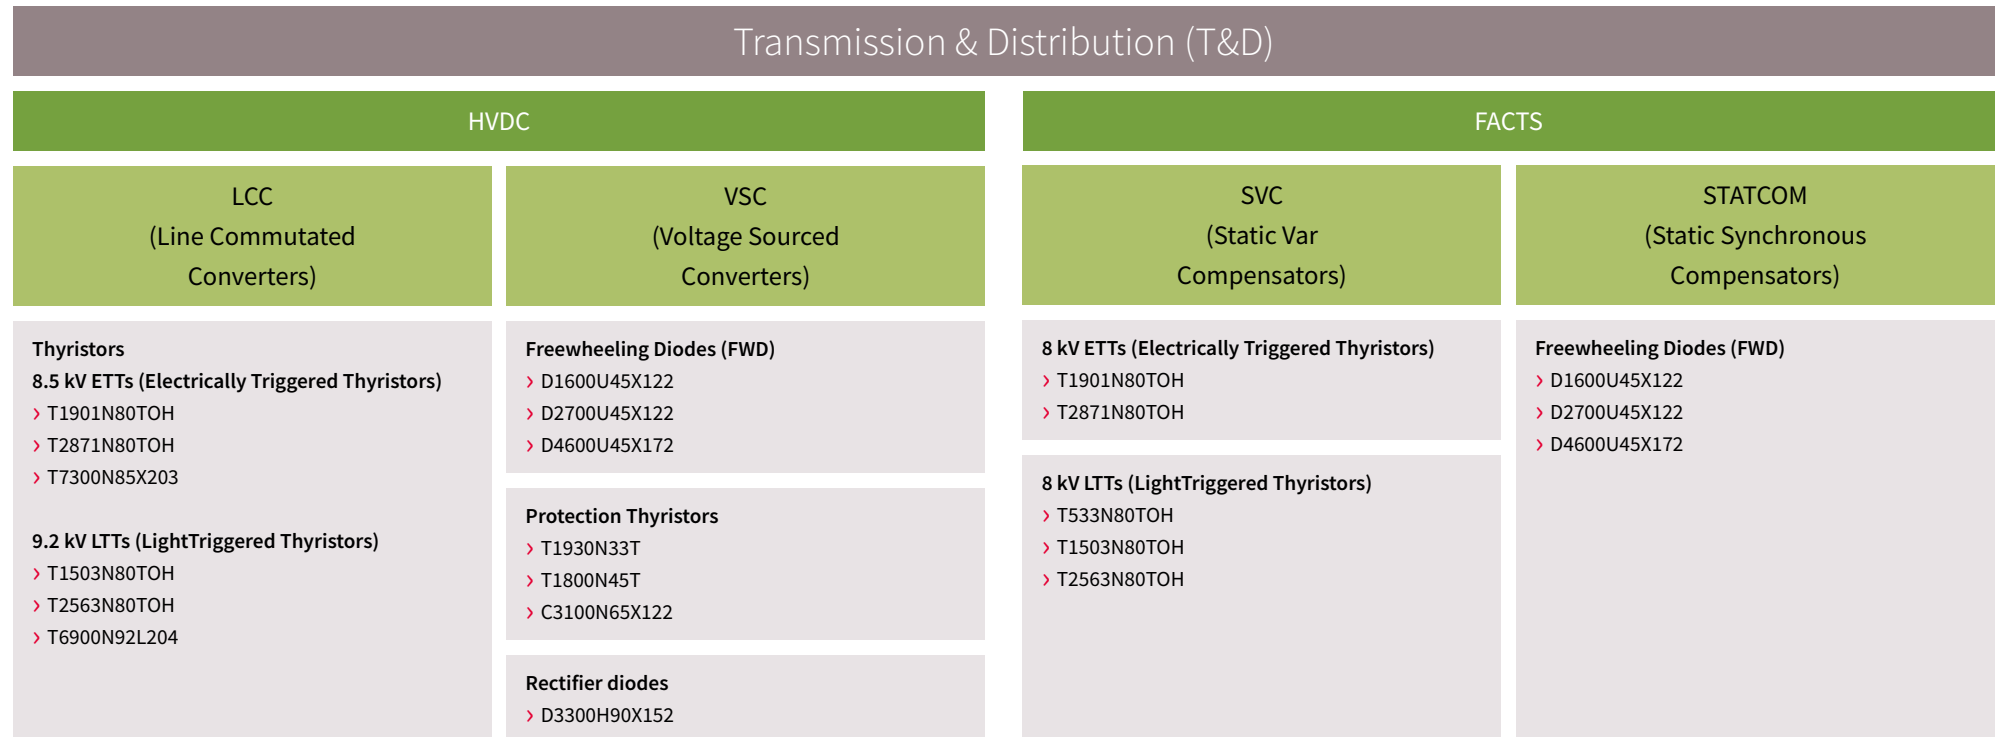 Transmission & Distribution (T&D)
HVDC
LCC
(Line Commutated
Converters)
Thyristors
8.5 kV ETTs (Electrically Triggered Thyristors)
› T1901N80TOH
› T2871N80TOH
› T7300N85X203
9.2 kV LTTs (LightTriggered Thyristors)
› T1503N80TOH
› T2563N80TOH
› T6900N92L204
VSC
(Voltage Sourced
Converters)
Freewheeling Diodes (FWD)
› D1600U45X122
› D2700U45X122
› D4600U45X172
Protection Thyristors
› T1930N33T
› T1800N45T
› C3100N65X122
Rectifier diodes
› D3300H90X152
FACTS
SVC
(Static Var
Compensators)
8 kV ETTs (Electrically Triggered Thyristors)
› T1901N80TOH
› T2871N80TOH
8 kV LTTs (LightTriggered Thyristors)
› T533N80TOH
› T1503N80TOH
› T2563N80TOH
STATCOM
(Static Synchronous
Compensators)
Freewheeling Diodes (FWD)
› D1600U45X122
› D2700U45X122
› D4600U45X172